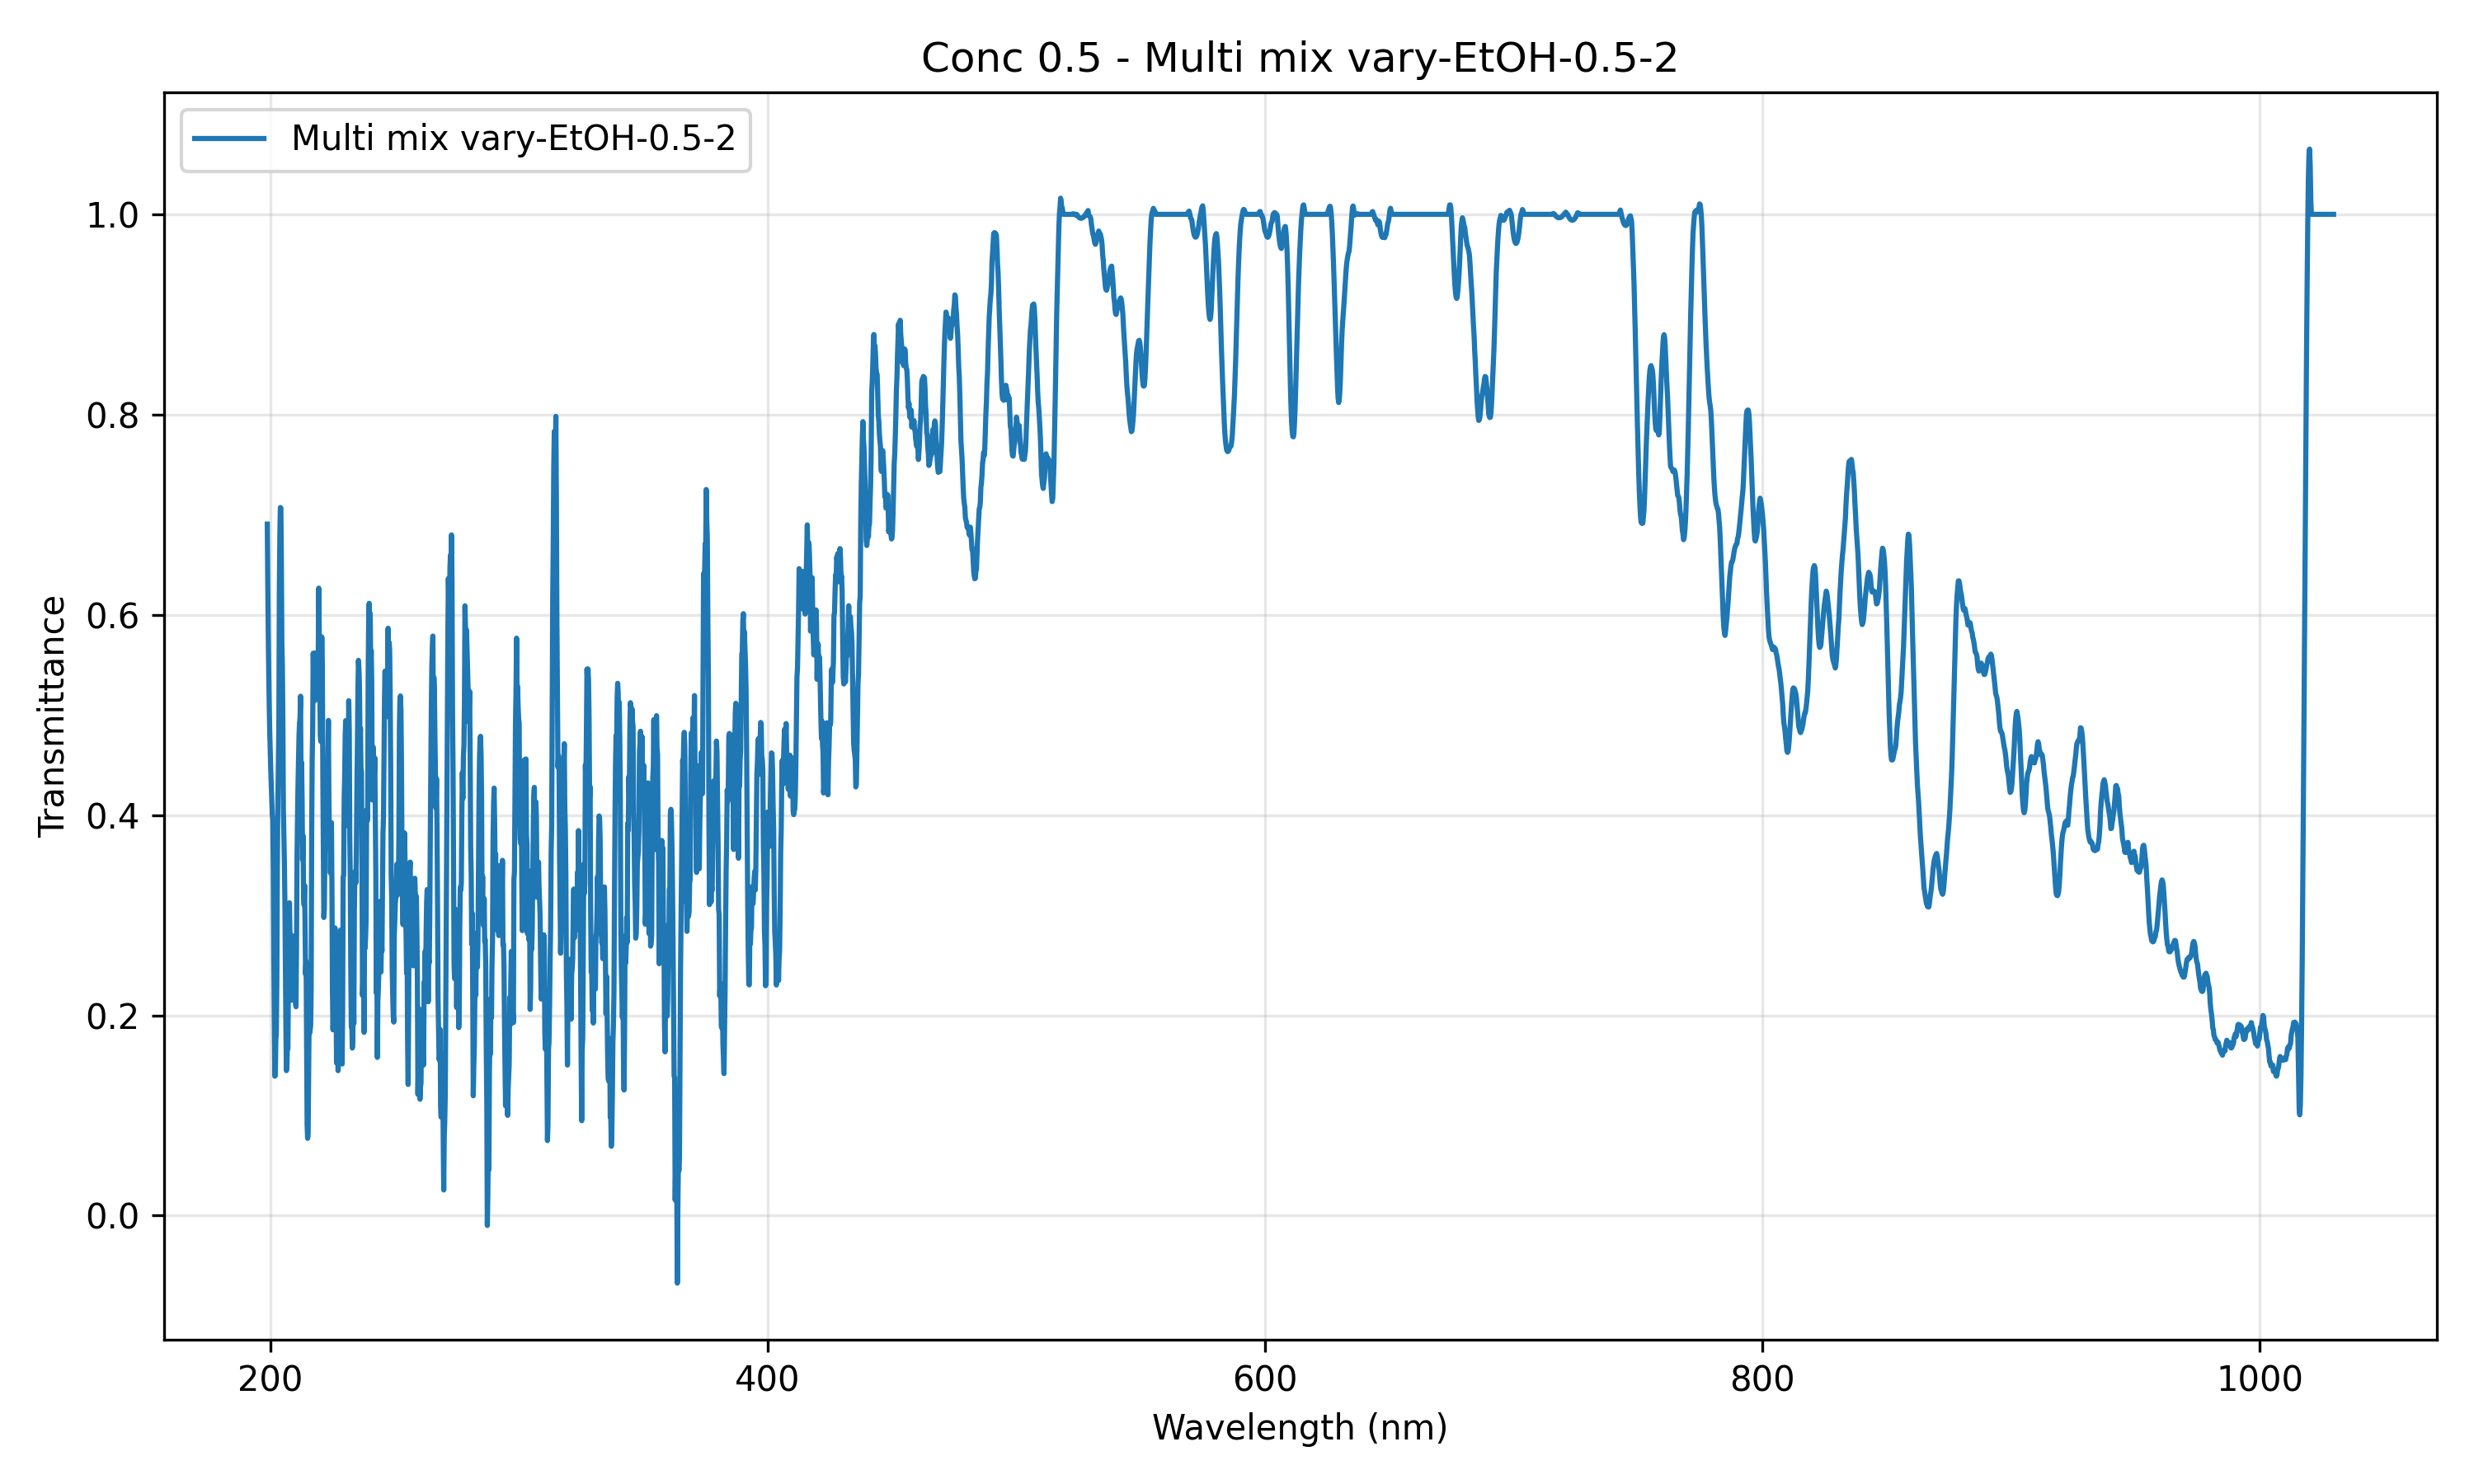 Conc 0.5 - Multi mix vary-EtOH-0.5-2
Multi mix vary-EtOH-0.5-2
Transmittance
1.0
0.8
0.6
0.4
0.2
0.0
200 400 600 800 1000
Wavelength (nm)